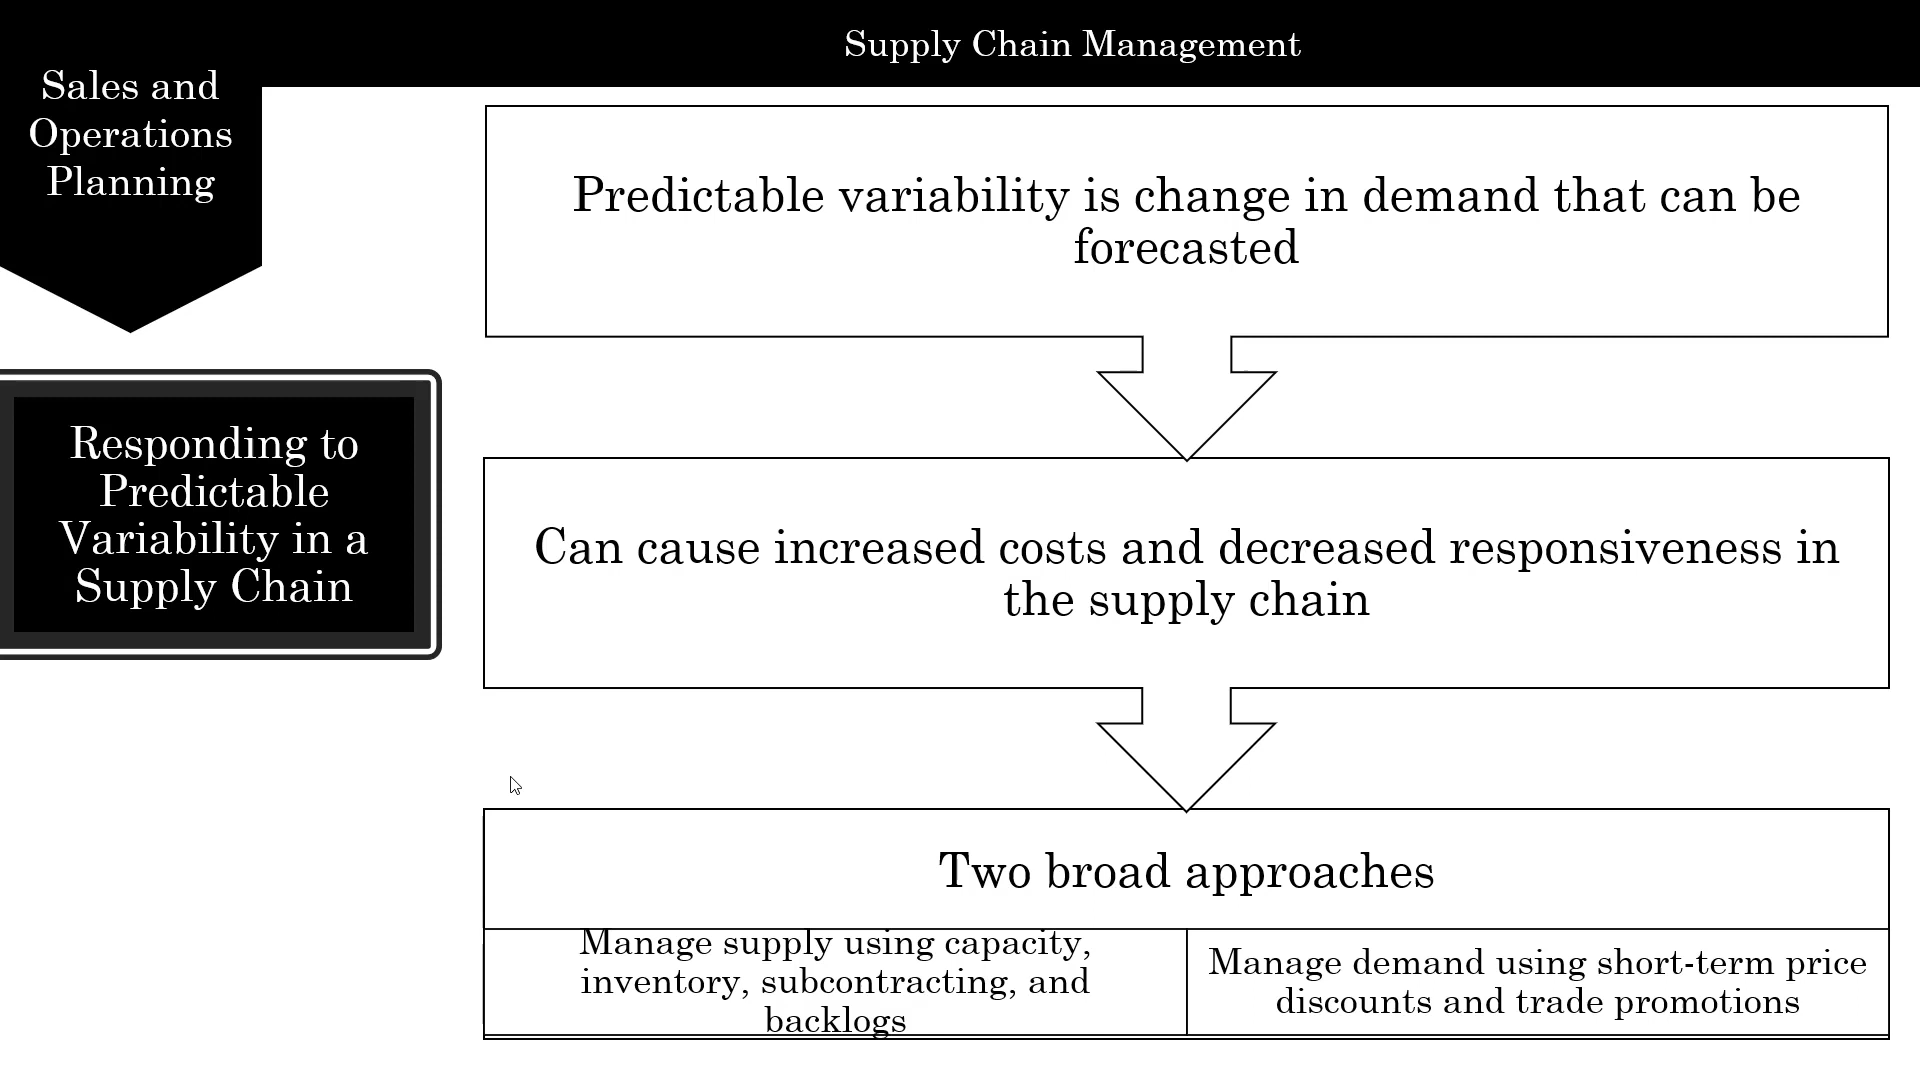 Supply Chain Management
Sales and
Operations
Planning
Responding to
Predictable
Variability in a
Supply Chain
Predictable variability is change in demand that can be
forecasted
Can cause increased costs and decreased responsiveness in
the supply chain
Two broad approaches
Manage supply using capacity,
inventory, subcontracting, and
backlogs
Manage demand using short-term price
discounts and trade promotions